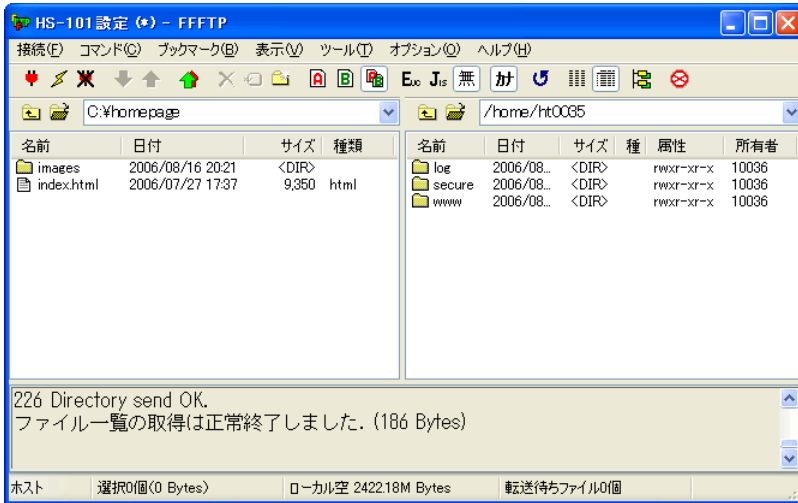 HS-101設定 (*) - FFFTP
接続(F) コマンド(C) ブックマーク(B) 表示(V) ツール(T) オプション(O) ヘルプ(H)
A B Euc Jis 無 カナ
C:¥homepage /home/ht0035
名前 日付 サイズ 種類 名前 日付 サイズ 種 属性 所有者
images 2006/08/16 20:21 <DIR> log 2006/08... <DIR> rwxr-xr-x 10036
index.html 2006/07/27 17:37 9,350 html secure 2006/08... <DIR> rwxr-xr-x 10036
www 2006/08... <DIR> rwxr-xr-x 10036
226 Directory send OK.
ファイル一覧の取得は正常終了しました. (186 Bytes)
ホスト 選択0個(0 Bytes) ローカル空 2422.18M Bytes 転送待ちファイル0個